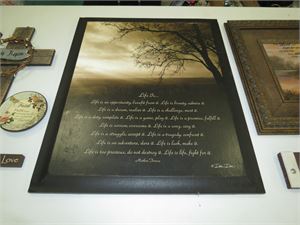 Life Is...
Life is an opportunity, benefit from it. Life is beauty, admire it.
Life is a dream, realize it. Life is a challenge, meet it.
Life is a duty, complete it. Life is a game, play it. Life is a promise, fulfill it.
Life is sorrow, overcome it. Life is a song, sing it.
Life is a struggle, accept it. Life is a tragedy, confront it.
Life is an adventure, dare it. Life is luck, make it.
Life is too precious, do not destroy it. Life is life, fight for it.
Mother Teresa
Love